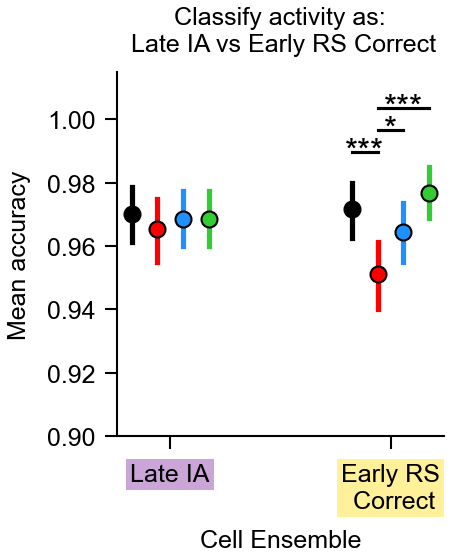 Classify activity as:
Late IA vs Early RS Correct
***
*
***
1.00
0.98
0.96
0.94
0.92
0.90
Mean accuracy
Late IA
Early RS
Correct
Cell Ensemble